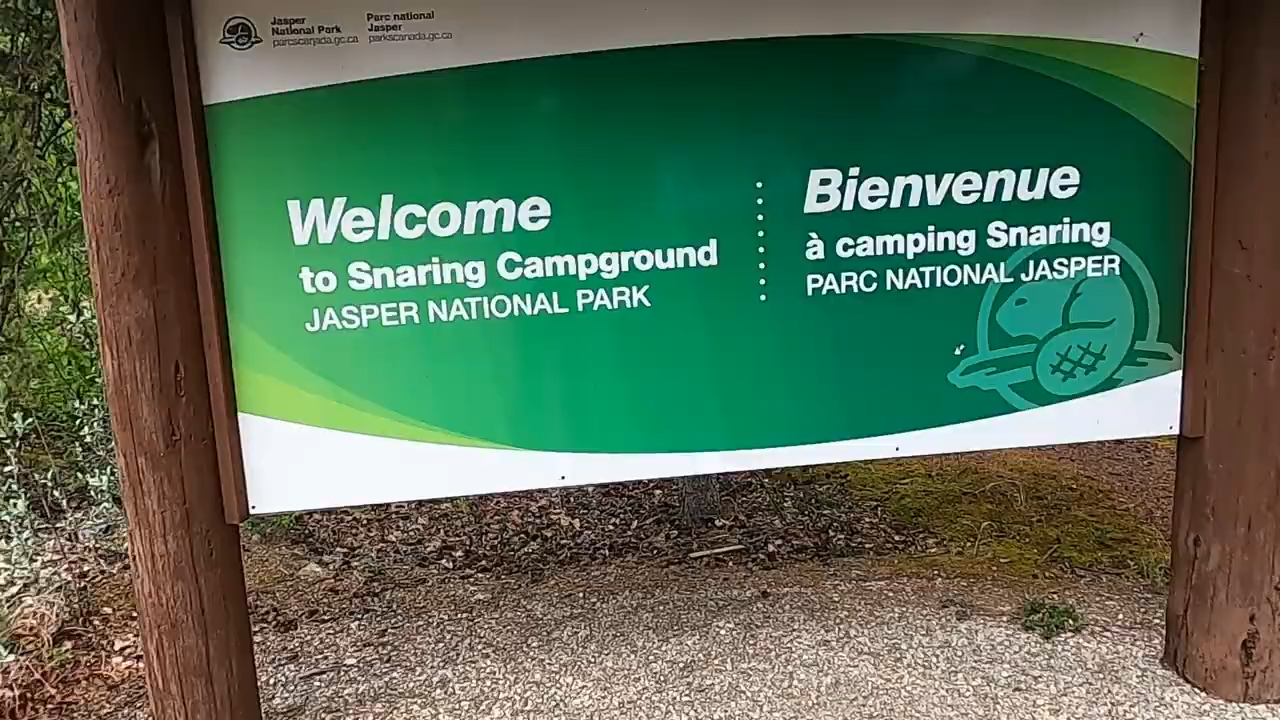 Jasper
National Park
parcscanada.gc.ca
Parc national
Jasper
parkscanada.gc.ca
Welcome
to Snaring Campground
JASPER NATIONAL PARK
Bienvenue
à camping Snaring
PARC NATIONAL JASPER